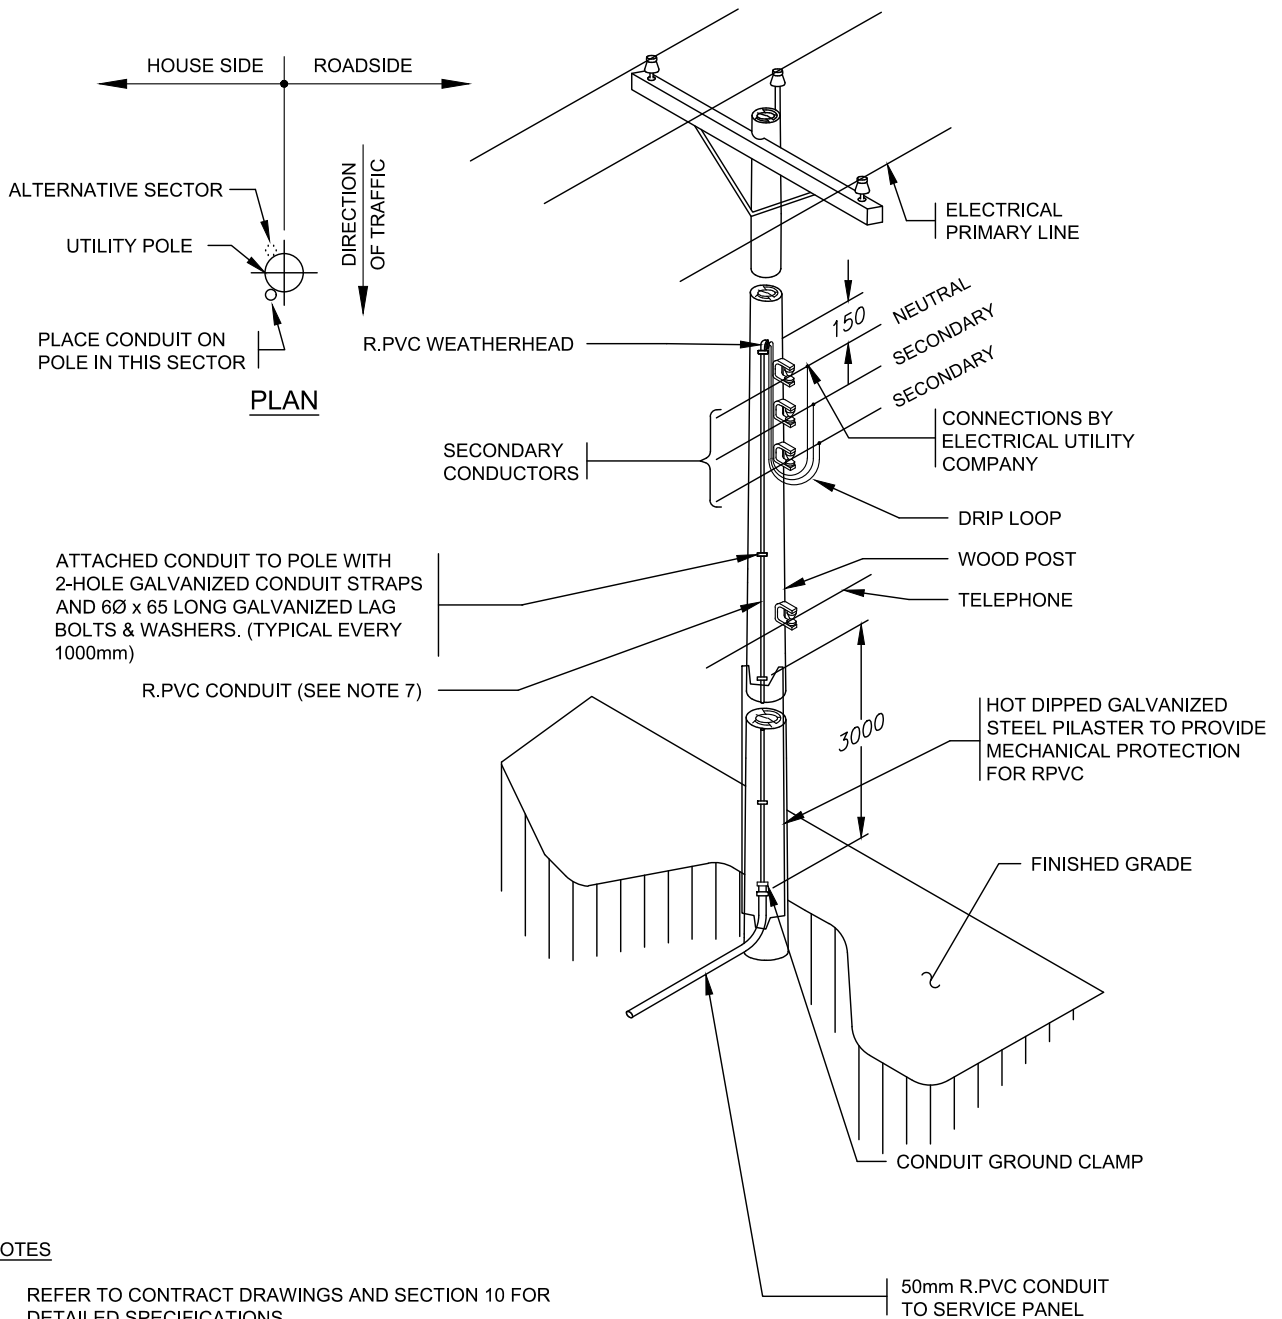 HOUSE SIDE
ROADSIDE
ALTERNATIVE SECTOR
UTILITY POLE
DIRECTION
OF TRAFFIC
PLACE CONDUIT ON
POLE IN THIS SECTOR
PLAN
ELECTRICAL
PRIMARY LINE
R.PVC WEATHERHEAD
150
NEUTRAL
SECONDARY
SECONDARY
SECONDARY
CONDUCTORS
CONNECTIONS BY
ELECTRICAL UTILITY
COMPANY
DRIP LOOP
WOOD POST
TELEPHONE
ATTACHED CONDUIT TO POLE WITH
2-HOLE GALVANIZED CONDUIT STRAPS
AND 6Ø x 65 LONG GALVANIZED LAG
BOLTS & WASHERS. (TYPICAL EVERY
1000mm)
R.PVC CONDUIT (SEE NOTE 7)
3000
HOT DIPPED GALVANIZED
STEEL PILASTER TO PROVIDE
MECHANICAL PROTECTION
FOR RPVC
FINISHED GRADE
CONDUIT GROUND CLAMP
50mm R.PVC CONDUIT
TO SERVICE PANEL
OTES
REFER TO CONTRACT DRAWINGS AND SECTION 10 FOR
DETAILED SPECIFICATIONS